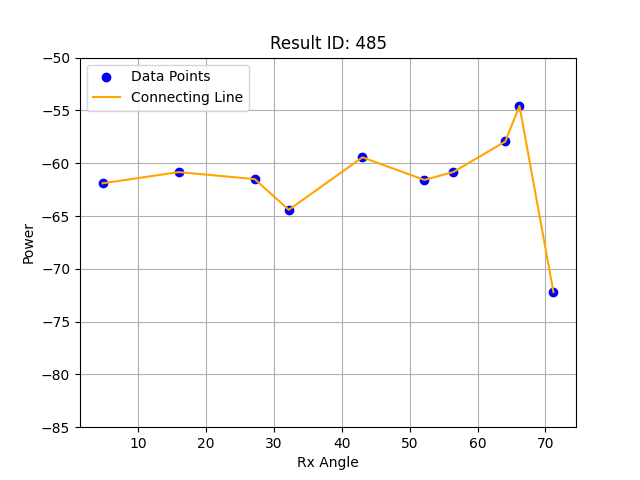 Result ID: 485
Data Points
Connecting Line
Power
−50
−55
−60
−65
−70
−75
−80
−85
10 20 30 40 50 60 70
Rx Angle